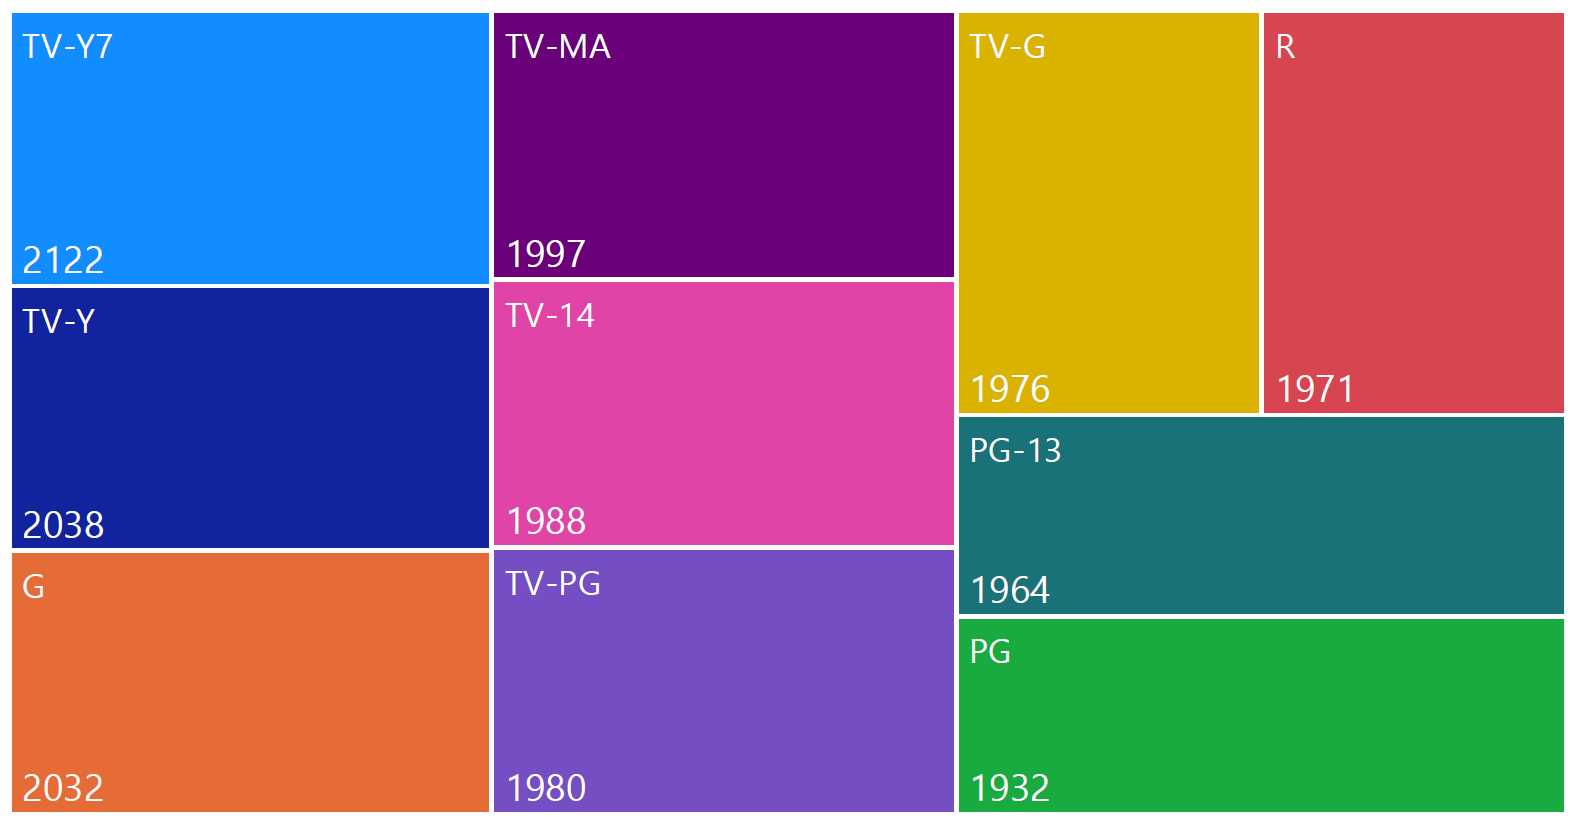 TV-Y7
2122
TV-Y
2038
G
2032
TV-MA
1997
TV-14
1988
TV-PG
1980
TV-G
1976
R
1971
PG-13
1964
PG
1932